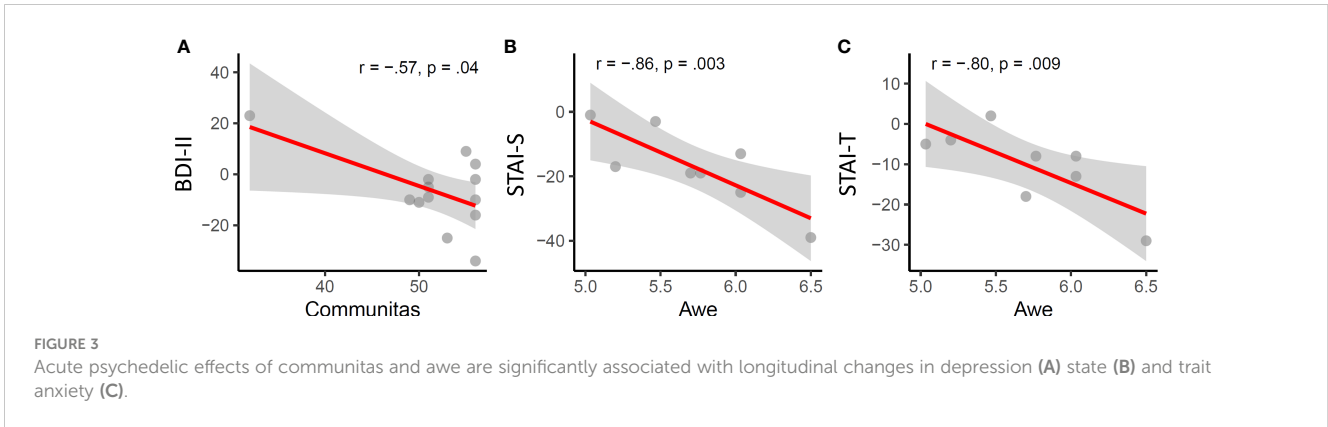 A
B
C
r = −.57, p = .04
r = −.86, p = .003
r = −.80, p = .009
BDI-II
40
20
0
−20
40
50
Communitas
STAI-S
0
−20
−40
5.0
5.5
6.0
6.5
Awe
STAI-T
10
0
−10
−20
−30
5.0
5.5
6.0
6.5
Awe
FIGURE 3
Acute psychedelic effects of communitas and awe are significantly associated with longitudinal changes in depression (A) state (B) and trait
anxiety (C).